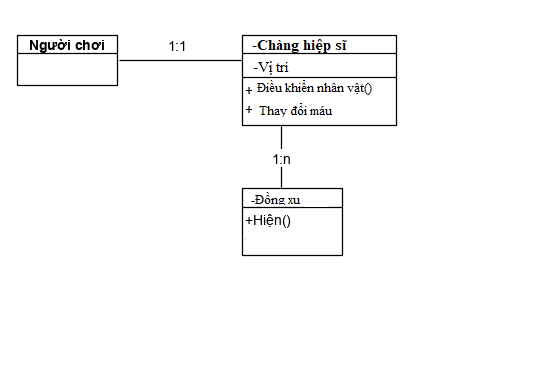 Người chơi
1:1
-Chàng hiệp sĩ
-Vị trí
+ Điều khiển nhân vật()
+ Thay đổi máu
1:n
-Đồng xu
+Hiện()